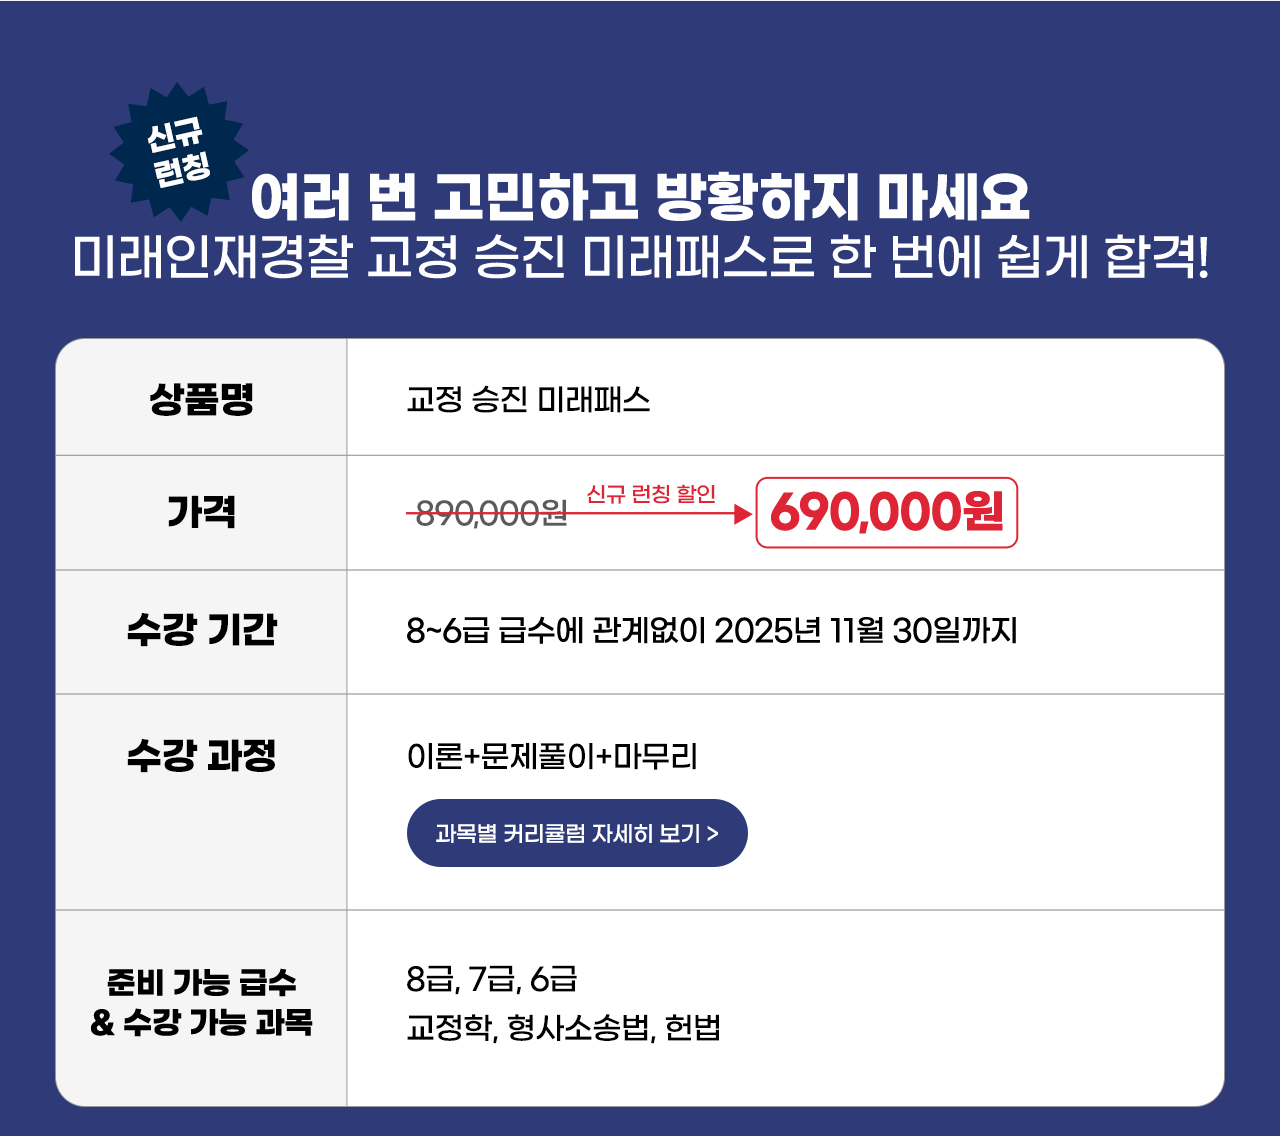 신규
런칭
여러 번 고민하고 방황하지 마세요
미래인재경찰 교정 승진 미래패스로 한 번에 쉽게 합격!
상품명
교정 승진 미래패스
가격
890,000원
신규 런칭 할인
690,000원
수강 기간
8~6급 급수에 관계없이 2025년 11월 30일까지
수강 과정
이론+문제풀이+마무리
과목별 커리큘럼 자세히 보기 >
준비 가능 급수
& 수강 가능 과목
8급, 7급, 6급
교정학, 형사소송법, 헌법